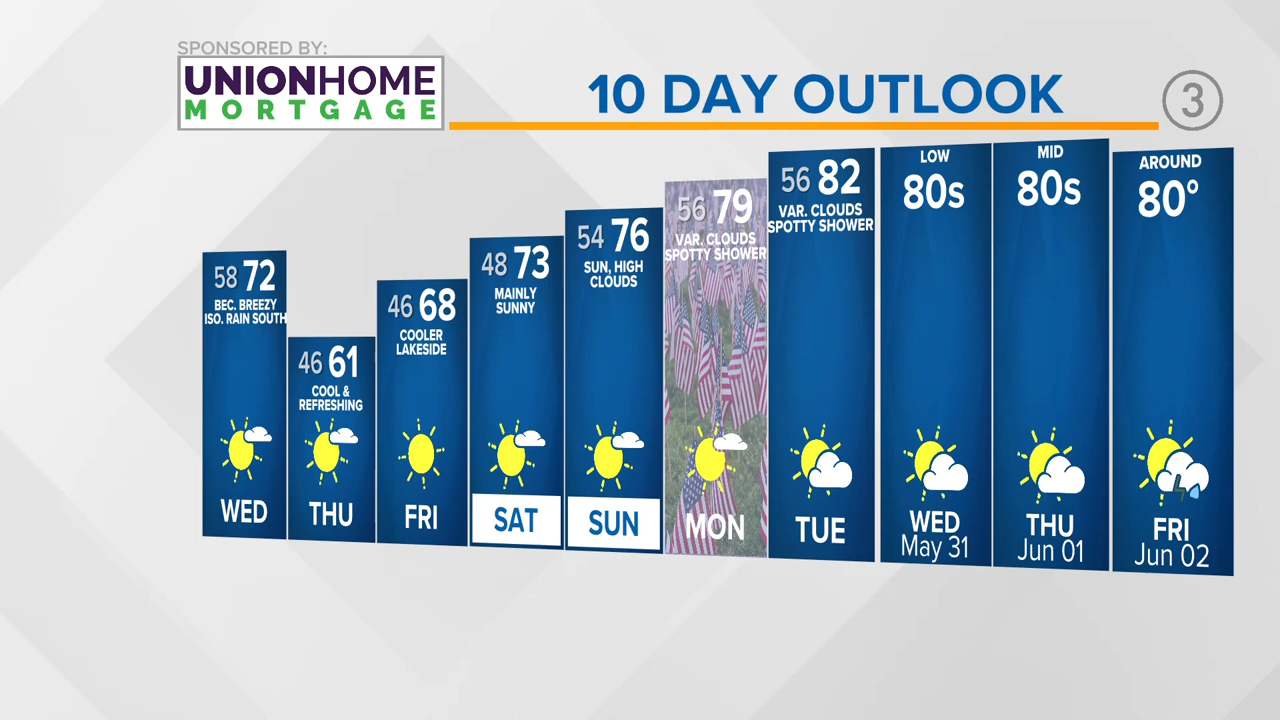 SPONSORED BY:
UNIONHOME
MORTGAGE
10 DAY OUTLOOK
3
58 72
BEC. BREEZY
ISO. RAIN SOUTH
WED
46 61
COOL &
REFRESHING
THU
46 68
COOLER
LAKESIDE
FRI
48 73
MAINLY
SUNNY
SAT
54 76
SUN, HIGH
CLOUDS
SUN
56 79
VAR. CLOUDS
SPOTTY SHOWER
MON
56 82
VAR. CLOUDS
SPOTTY SHOWER
TUE
LOW
80s
WED
May 31
MID
80s
THU
Jun 01
AROUND
80°
FRI
Jun 02